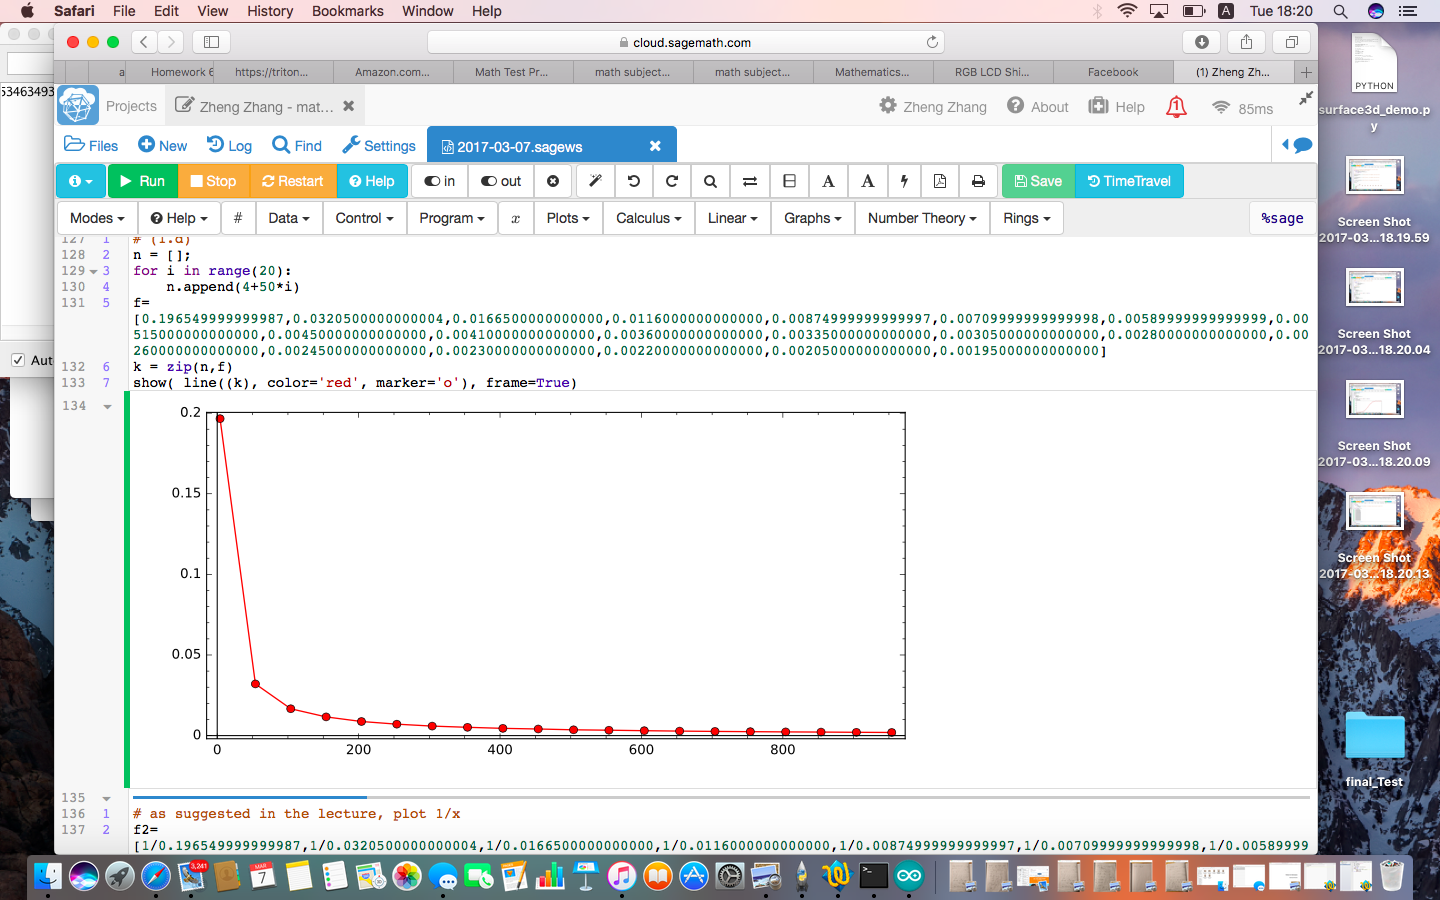 Safari File Edit View History Bookmarks Window Help
A Tue 18:20
cloud.sagemath.com
a Homework 6 https://triton... Amazon.com... Math Test Pr... math subject... math subject... Mathematics... RGB LCD Shi... Facebook (1) Zheng Zh...
Projects Zheng Zhang - mat... Zheng Zhang About Help 1 85ms
Files New Log Find Settings 2017-03-07.sagews
Run Stop Restart Help in out A A Save TimeTravel
Modes Help # Data Control Program x Plots Calculus Linear Graphs Number Theory Rings %sage
127 1 # (1.d)
128 2 n = [];
129 3 for i in range(20):
130 4 n.append(4+50*i)
131 5 f=
[0.196549999999987,0.0320500000000004,0.0166500000000000,0.0116000000000000,0.00874999999999997,0.00709999999999998,0.00589999999999999,0.00
515000000000000,0.00450000000000000,0.00410000000000000,0.00360000000000000,0.00335000000000000,0.00305000000000000,0.00280000000000000,0.00
260000000000000,0.00245000000000000,0.00230000000000000,0.00220000000000000,0.00205000000000000,0.00195000000000000]
132 6 k = zip(n,f)
133 7 show( line((k), color='red', marker='o'), frame=True)
134
0.2
0.15
0.1
0.05
0
0 200 400 600 800
135
136 1 # as suggested in the lecture, plot 1/x
137 2 f2=
[1/0.196549999999987,1/0.0320500000000004,1/0.0166500000000000,1/0.0116000000000000,1/0.00874999999999997,1/0.00709999999999998,1/0.00589999
53463493
Aut
PYTHON
surface3d_demo.p
y
Screen Shot
2017-03...18.19.59
Screen Shot
2017-03...18.20.04
Screen Shot
2017-03...18.20.09
Screen Shot
2017-03...18.20.13
final_Test
3,241
MAR
7